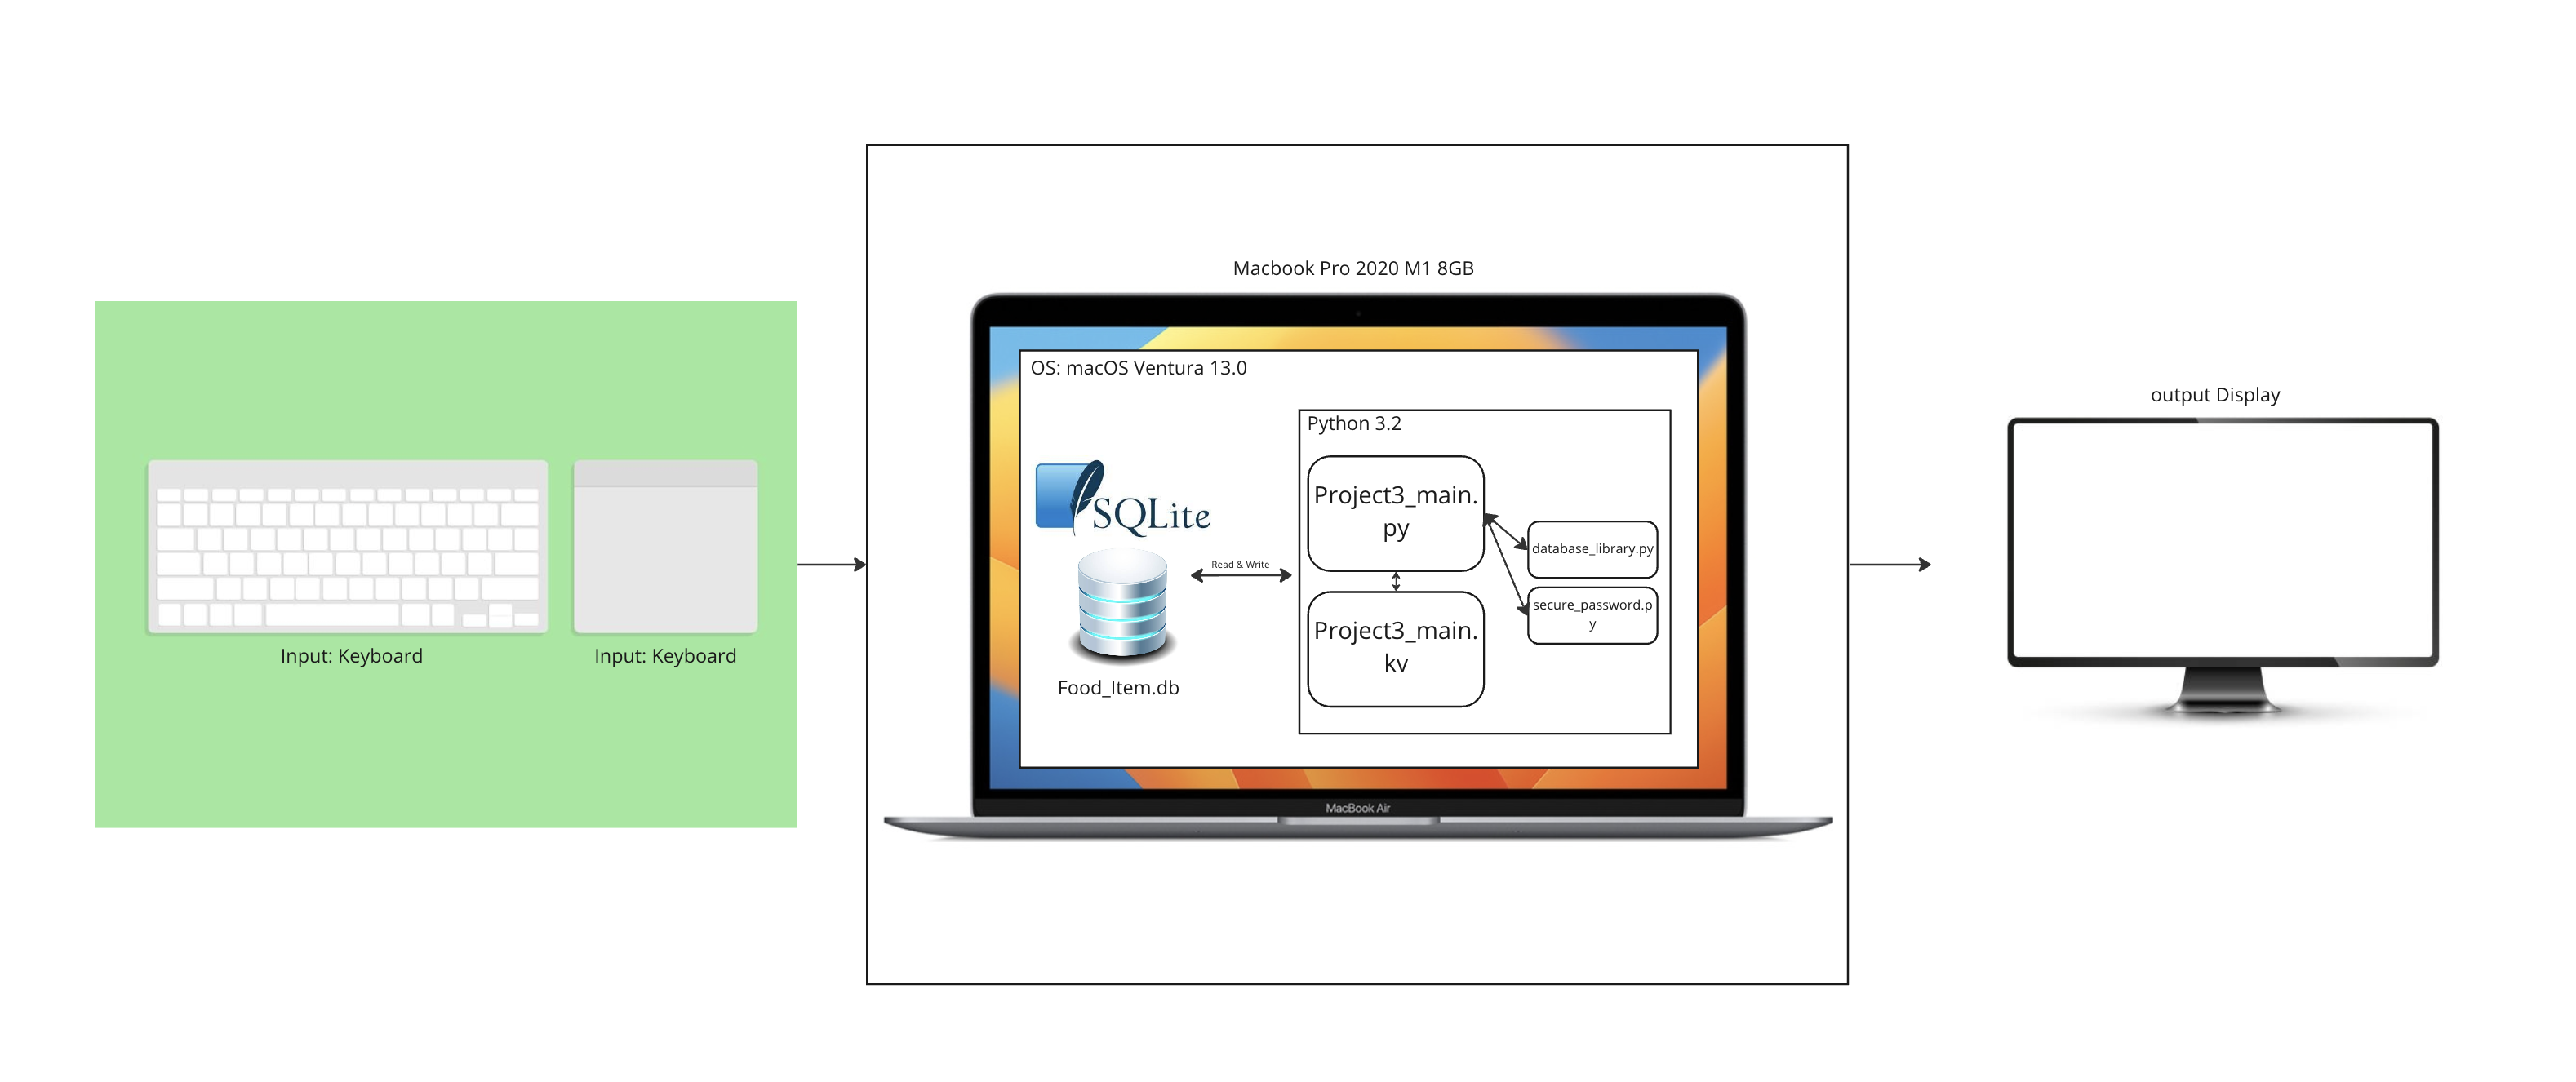 Macbook Pro 2020 M1 8GB
OS: macOS Ventura 13.0
Python 3.2
SQLite
Food_Item.db
Read & Write
Project3_main.
py
Project3_main.
kv
database_library.py
secure_password.p
y
MacBook Air
Input: Keyboard
Input: Keyboard
output Display